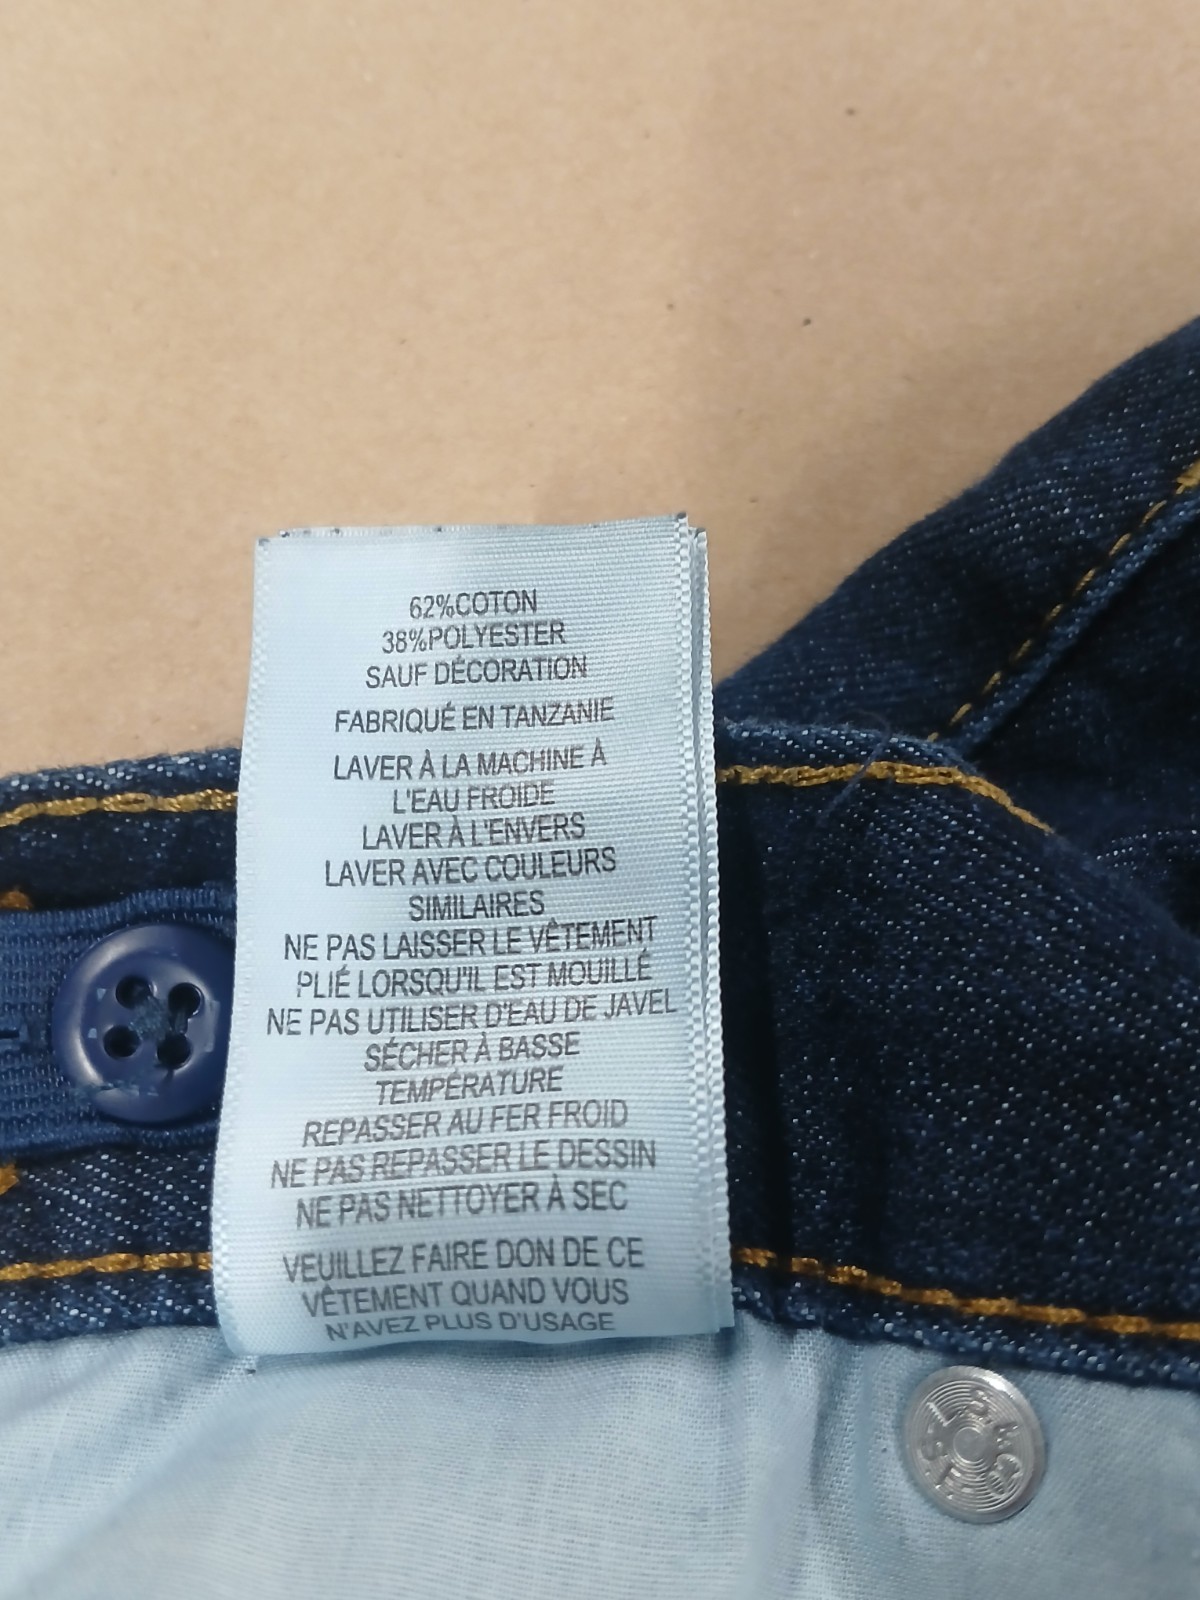 62%COTON
38%POLYESTER
SAUF DÉCORATION
FABRIQUÉ EN TANZANIE
LAVER À LA MACHINE À
L'EAU FROIDE
LAVER À L'ENVERS
LAVER AVEC COULEURS
SIMILAIRES
NE PAS LAISSER LE VÊTEMENT
PLIÉ LORSQU'IL EST MOUILLÉ
NE PAS UTILISER D'EAU DE JAVEL
SÉCHER À BASSE
TEMPÉRATURE
REPASSER AU FER FROID
NE PAS REPASSER LE DESSIN
NE PAS NETTOYER À SEC
VEUILLEZ FAIRE DON DE CE
VÊTEMENT QUAND VOUS
N'AVEZ PLUS D'USAGE